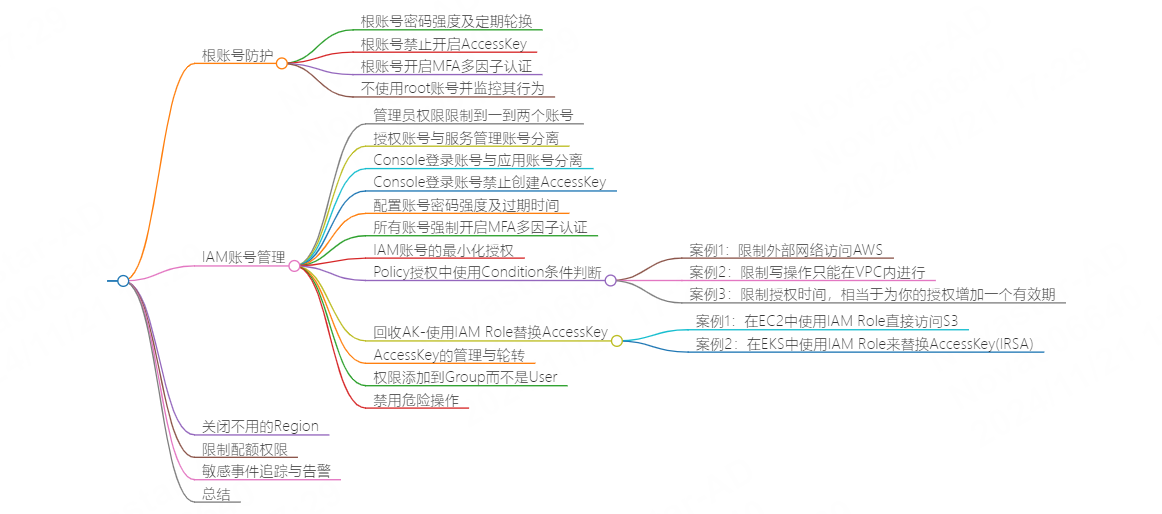 根账号防护
根账号密码强度及定期轮换
根账号禁止开启AccessKey
根账号开启MFA多因子认证
不使用root账号并监控其行为
IAM账号管理
管理员权限限制到一到两个账号
授权账号与服务管理账号分离
Console登录账号与应用账号分离
Console登录账号禁止创建AccessKey
配置账号密码强度及过期时间
所有账号强制开启MFA多因子认证
IAM账号的最小化授权
Policy授权中使用Condition条件判断
案例1：限制外部网络访问AWS
案例2：限制写操作只能在VPC内进行
案例3：限制授权时间，相当于为你的授权增加一个有效期
回收AK-使用IAM Role替换AccessKey
案例1：在EC2中使用IAM Role直接访问S3
案例2：在EKS中使用IAM Role来替换AccessKey(IRSA)
AccessKey的管理与轮转
权限添加到Group而不是User
禁用危险操作
关闭不用的Region
限制配额权限
敏感事件追踪与告警
总结